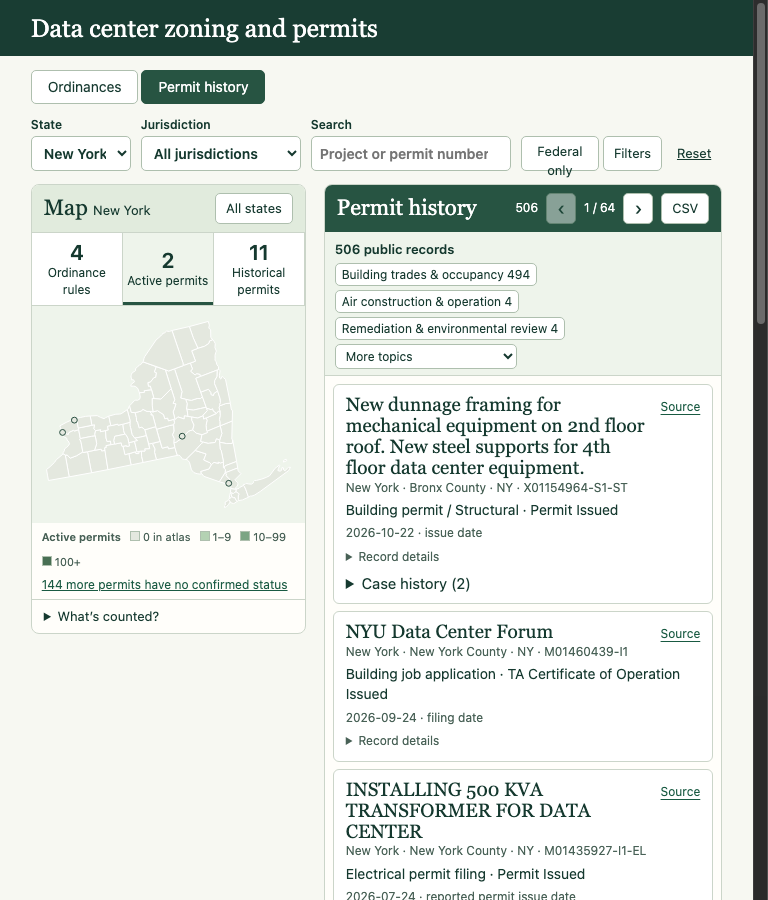 Data center zoning and permits
Ordinances
Permit history
State
Jurisdiction
Search
New York
All jurisdictions
Project or permit number
Federal only
Filters
Reset
Map New York
All states
4
Ordinance rules
2
Active permits
11
Historical permits
Active permits
0 in atlas
1–9
10–99
100+
144 more permits have no confirmed status
What's counted?
Permit history
506
‹
1 / 64
›
CSV
506 public records
Building trades & occupancy 494
Air construction & operation 4
Remediation & environmental review 4
More topics
New dunnage framing for
mechanical equipment on 2nd floor
roof. New steel supports for 4th
floor data center equipment.
Source
New York · Bronx County · NY · X01154964-S1-ST
Building permit / Structural · Permit Issued
2026-10-22 · issue date
Record details
Case history (2)
NYU Data Center Forum
Source
New York · New York County · NY · M01460439-I1
Building job application · TA Certificate of Operation
Issued
2026-09-24 · filing date
Record details
INSTALLING 500 KVA
TRANSFORMER FOR DATA
CENTER
Source
New York · New York County · NY · M01435927-I1-EL
Electrical permit filing · Permit Issued
2026-07-24 · reported permit issue date